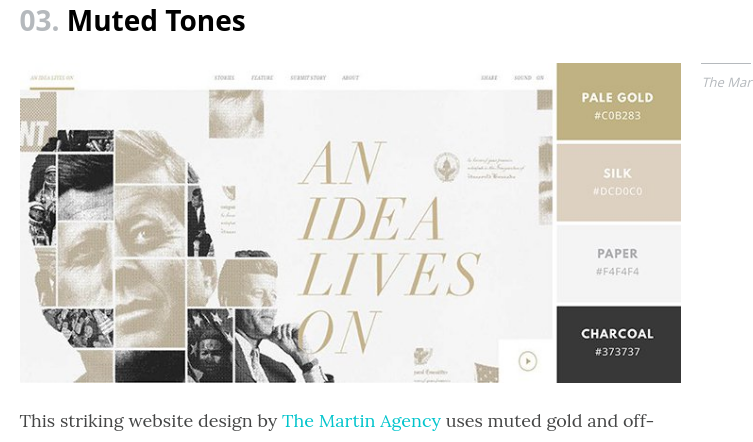 03. Muted Tones
AN IDEA LIVES ON
STORIES
FEATURE
SUBMIT STORY
ABOUT
SHARE
SOUND ON
The Mar
NT
AN
IDEA
LIVES
ON
PALE GOLD
#C0B283
SILK
#DCD0C0
PAPER
#F4F4F4
CHARCOAL
#373737
This striking website design by The Martin Agency uses muted gold and off-